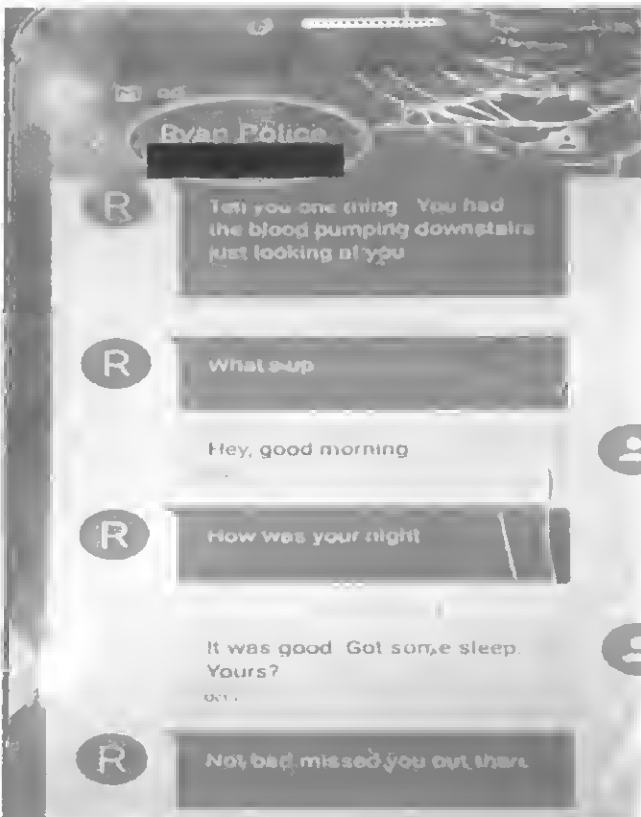 Ryan Police
R
Tell you one thing You had
the blood pumping downstairs
just looking at you
R
What's up
Hey, good morning
R
How was your night
It was good. Got some sleep.
Yours?
R
Not bad missed you out there